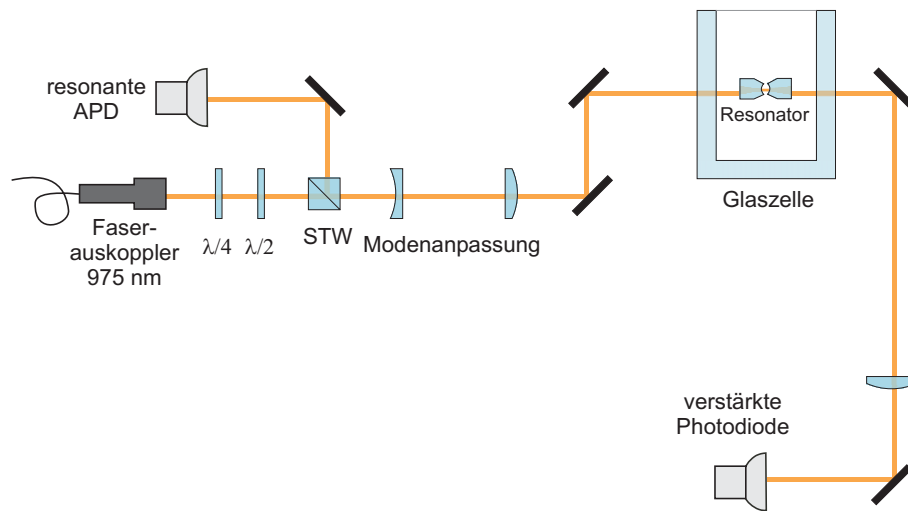 resonante
APD
Faser-
auskoppler
975 nm
λ/4
λ/2
STW
Modenanpassung
Resonator
Glaszelle
verstärkte
Photodiode